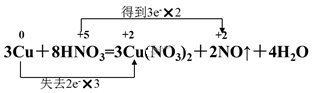 得到3e⁻×2
0 +5 +2 +2
3Cu+8HNO₃=3Cu(NO₃)₂+2NO↑+4H₂O
失去2e⁻×3